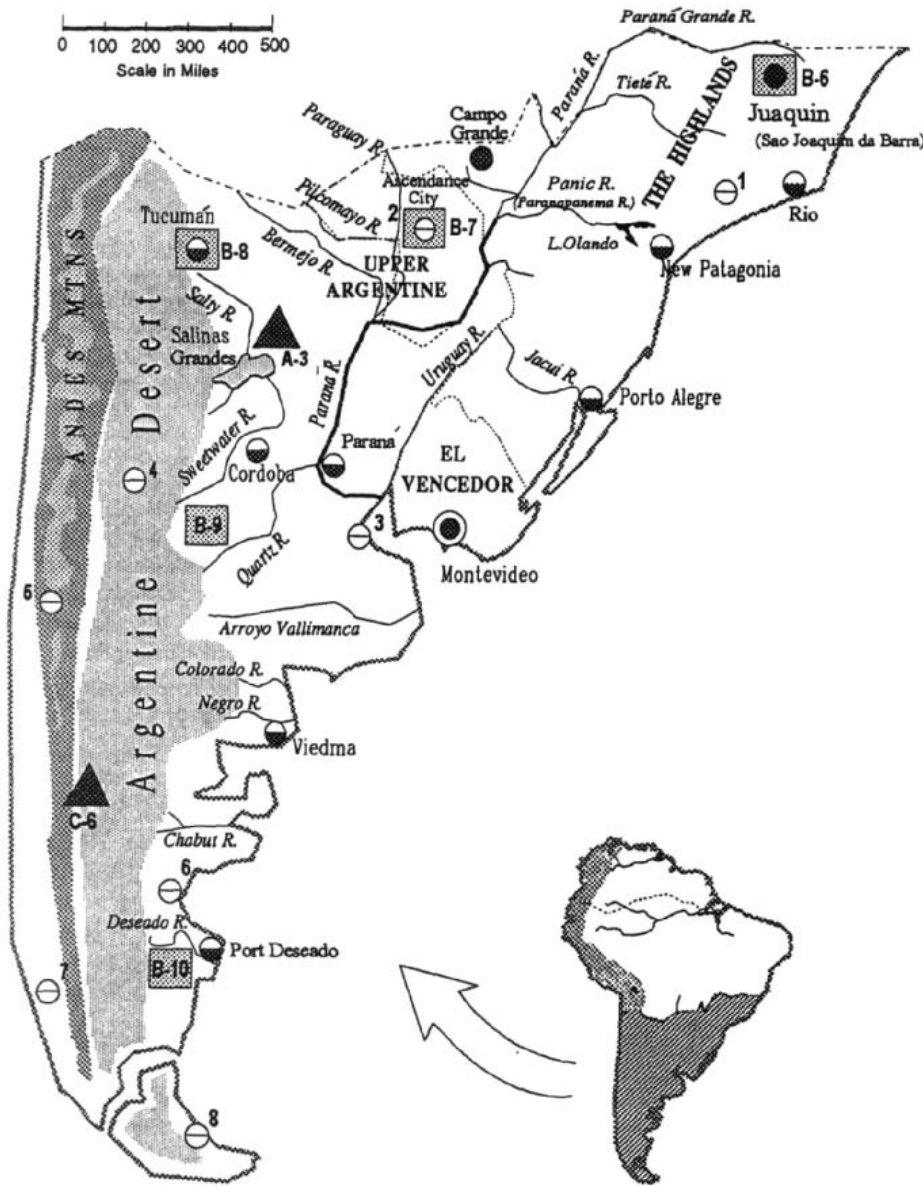 0 100 200 300 400 500
Scale in Miles
Paraná Grande R.
Paraná R.
Tieté R.
THE HIGHLANDS
B-6
Juaquin
(Sao Joaquim da Barra)
Campo
Grande
Paraguay R.
Pilcomayo R.
Ascendance
City
2
B-7
Panic R.
(Paranapanema R.)
1
Rio
L.Olando
New Patagonia
Tucumán
B-8
Bermejo R.
UPPER
ARGENTINE
Salty R.
Salinas
Grandes
A-3
ANDES MTNS
Argentine Desert
Paraná R.
Uruguay R.
Jacuí R.
Porto Alegre
Sweetwater R.
Cordoba
Paraná
EL
VENCEDOR
4
B-9
3
Montevideo
Quartz R.
5
Arroyo Vallimanca
Colorado R.
Negro R.
Viedma
C-6
Chabut R.
6
Deseado R.
Port Deseado
B-10
7
8